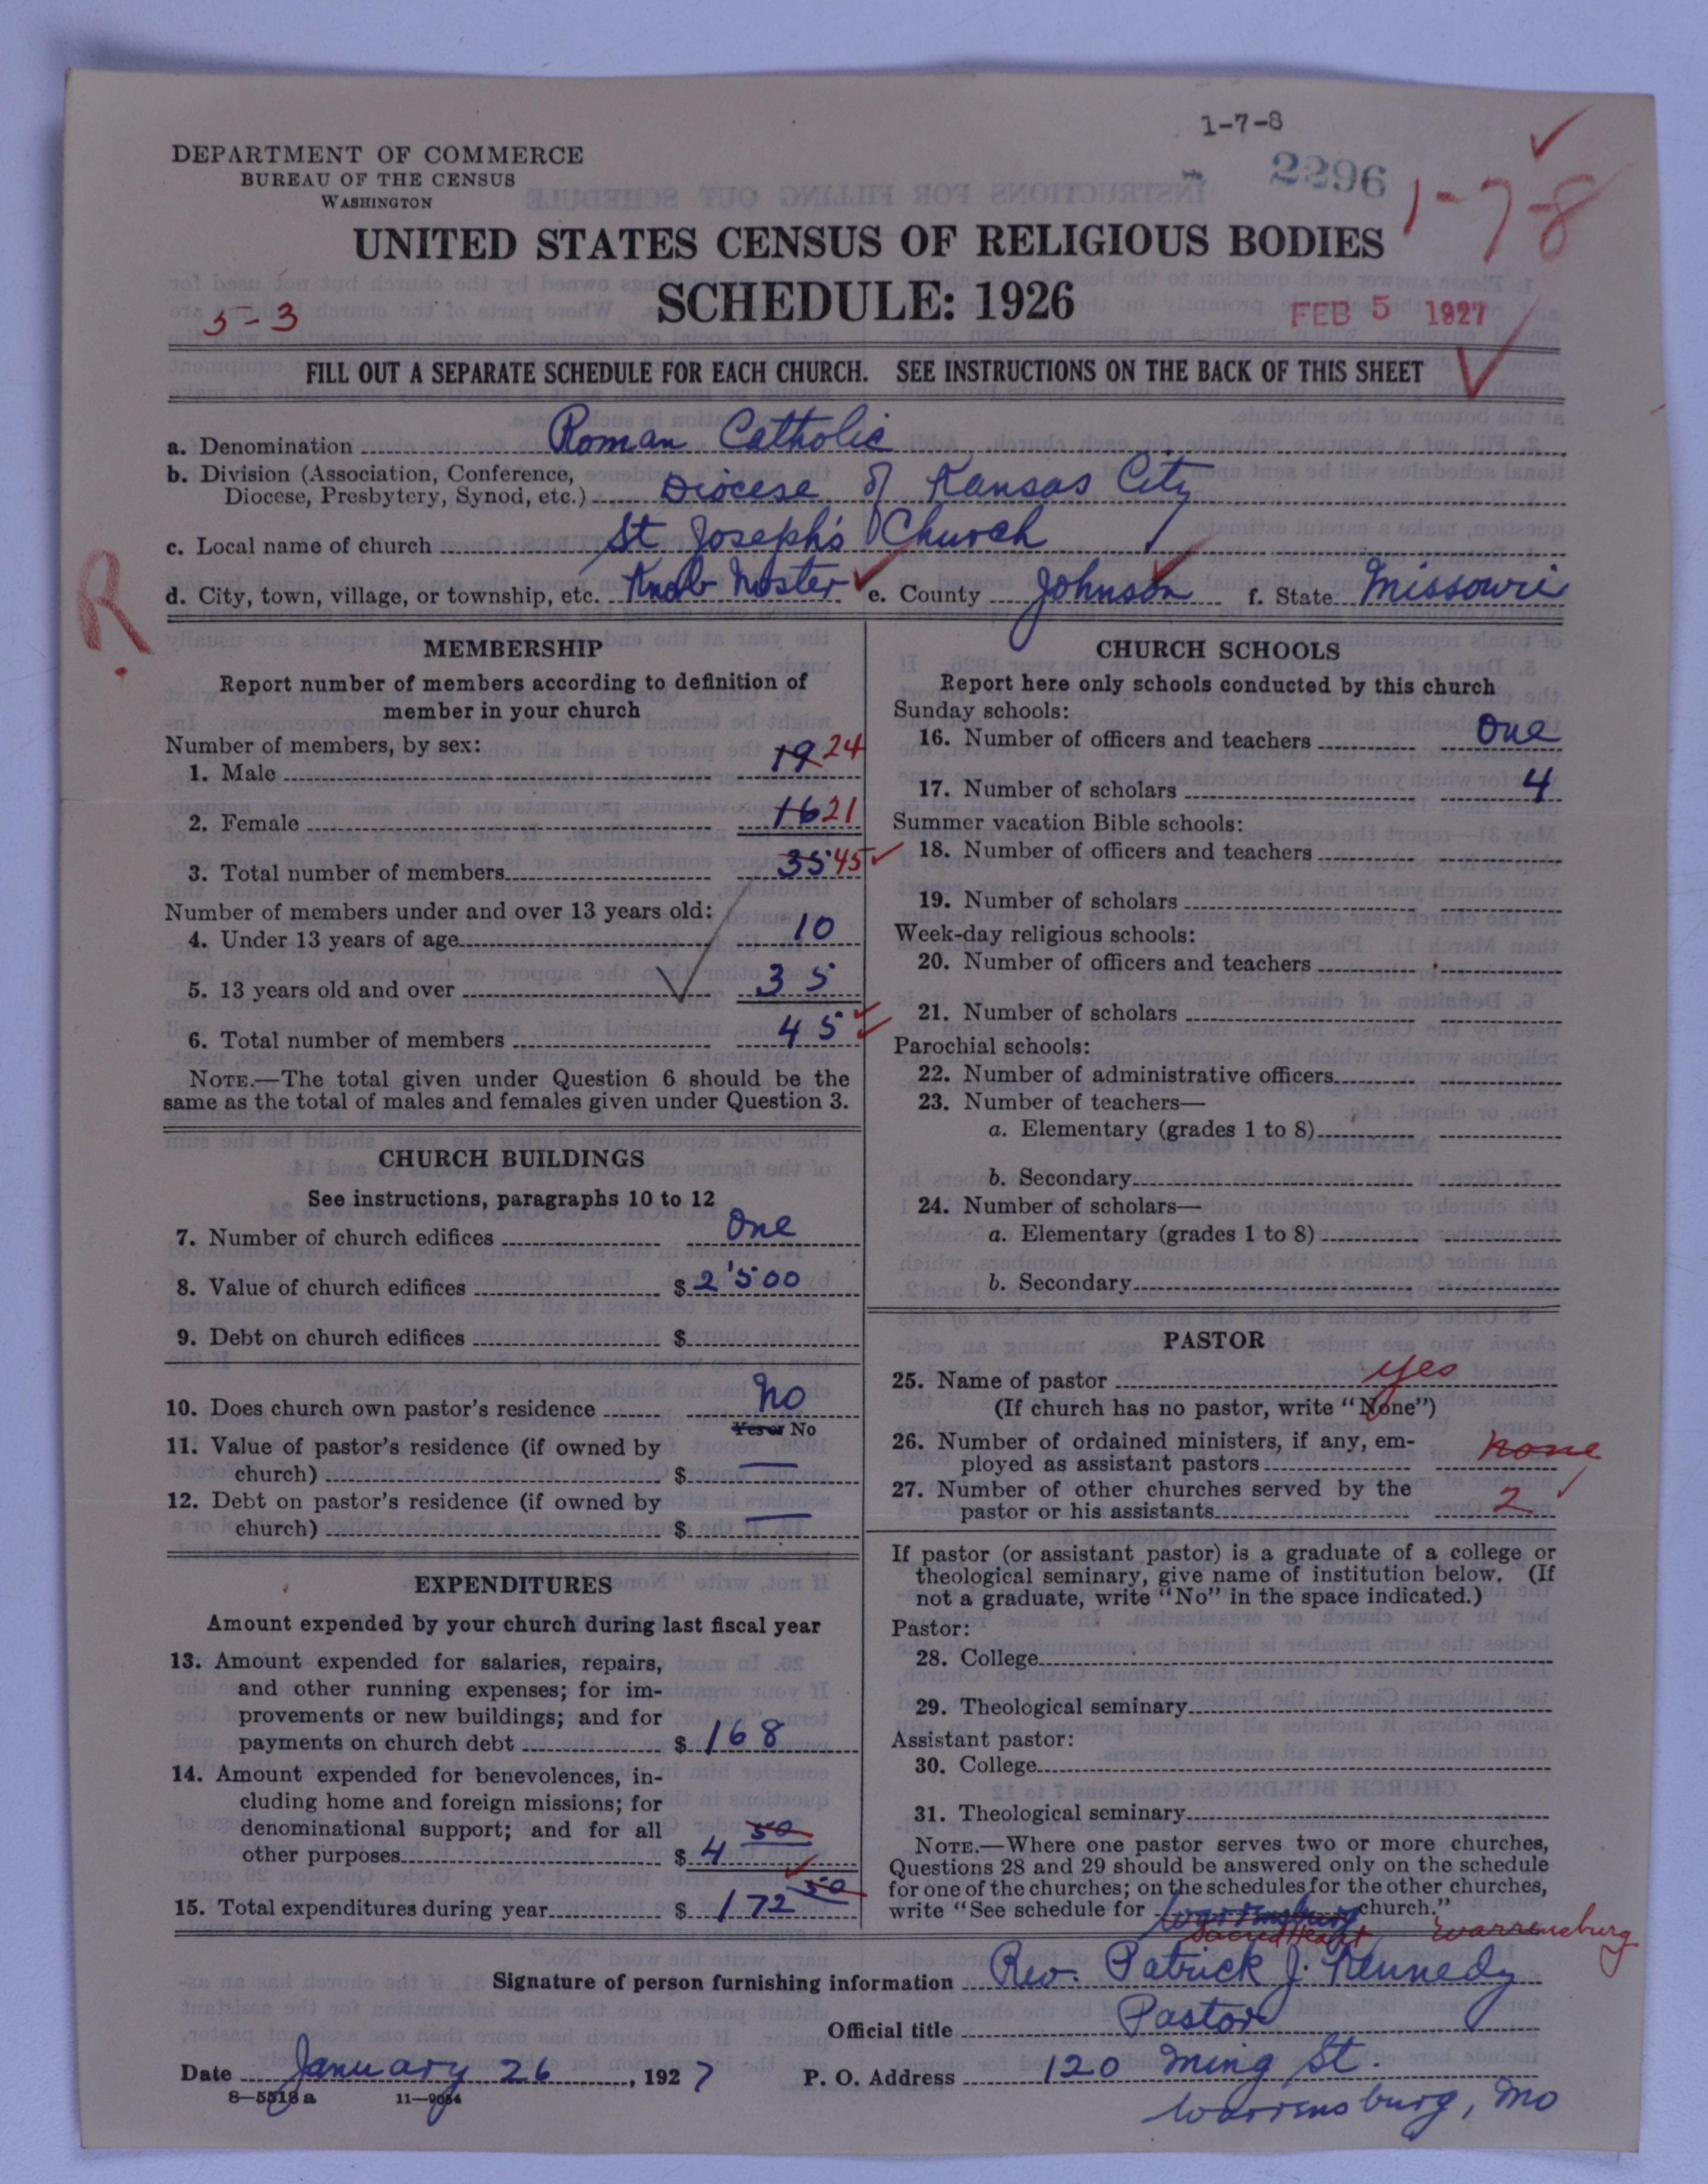 1-7-8
2296
1-7-8
DEPARTMENT OF COMMERCE
BUREAU OF THE CENSUS
WASHINGTON
UNITED STATES CENSUS OF RELIGIOUS BODIES
SCHEDULE: 1926
3-3
FEB 5 1927
FILL OUT A SEPARATE SCHEDULE FOR EACH CHURCH. SEE INSTRUCTIONS ON THE BACK OF THIS SHEET
a. Denomination Roman Catholic
b. Division (Association, Conference,
Diocese, Presbytery, Synod, etc.) Diocese of Kansas City
c. Local name of church St Joseph's Church
d. City, town, village, or township, etc. Knob Noster e. County Johnson f. State Missouri
R.
MEMBERSHIP
Report number of members according to definition of
member in your church
Number of members, by sex:
1. Male 19 24
2. Female 16 21
3. Total number of members 35 45
Number of members under and over 13 years old:
4. Under 13 years of age 10
5. 13 years old and over 35
6. Total number of members 45
NOTE.—The total given under Question 6 should be the
same as the total of males and females given under Question 3.
CHURCH BUILDINGS
See instructions, paragraphs 10 to 12
7. Number of church edifices One
8. Value of church edifices $ 2'500
9. Debt on church edifices $
10. Does church own pastor's residence No
Yes or No
11. Value of pastor's residence (if owned by
church) $ —
12. Debt on pastor's residence (if owned by
church) $ —
EXPENDITURES
Amount expended by your church during last fiscal year
13. Amount expended for salaries, repairs,
and other running expenses; for im-
provements or new buildings; and for
payments on church debt $ 168
14. Amount expended for benevolences, in-
cluding home and foreign missions; for
denominational support; and for all
other purposes $ 4 50
15. Total expenditures during year $ 172 50
CHURCH SCHOOLS
Report here only schools conducted by this church
Sunday schools:
16. Number of officers and teachers One
17. Number of scholars 4
Summer vacation Bible schools:
18. Number of officers and teachers
19. Number of scholars
Week-day religious schools:
20. Number of officers and teachers
21. Number of scholars
Parochial schools:
22. Number of administrative officers
23. Number of teachers—
a. Elementary (grades 1 to 8)
b. Secondary
24. Number of scholars—
a. Elementary (grades 1 to 8)
b. Secondary
PASTOR
25. Name of pastor yes
(If church has no pastor, write "None")
26. Number of ordained ministers, if any, em-
ployed as assistant pastors none
27. Number of other churches served by the
pastor or his assistants 2
If pastor (or assistant pastor) is a graduate of a college or
theological seminary, give name of institution below. (If
not a graduate, write "No" in the space indicated.)
Pastor:
28. College
29. Theological seminary
Assistant pastor:
30. College
31. Theological seminary
NOTE.—Where one pastor serves two or more churches,
Questions 28 and 29 should be answered only on the schedule
for one of the churches; on the schedules for the other churches,
write "See schedule for Warrensburg church."
Sacred Heart Warrensburg
Signature of person furnishing information Rev. Patrick J. Kennedy
Official title Pastor
Date January 26, 1927 P. O. Address 120 Ming St.
Warrensburg, Mo
8—5518a 11—9054